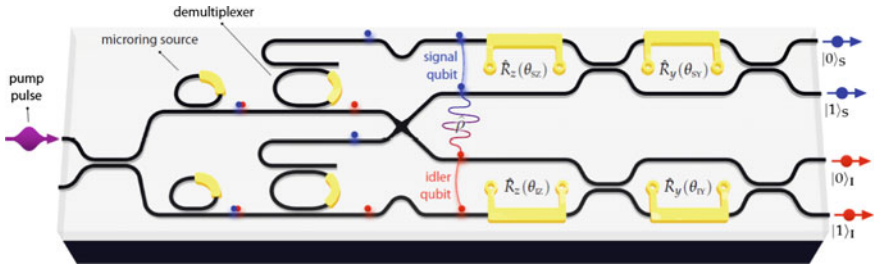 demultiplexer
microring source
pump
pulse
signal
qubit
R̂z(θSZ)
R̂y(θSY)
|0⟩S
|1⟩S
ρ̂
idler
qubit
R̂z(θIZ)
R̂y(θIY)
|0⟩I
|1⟩I